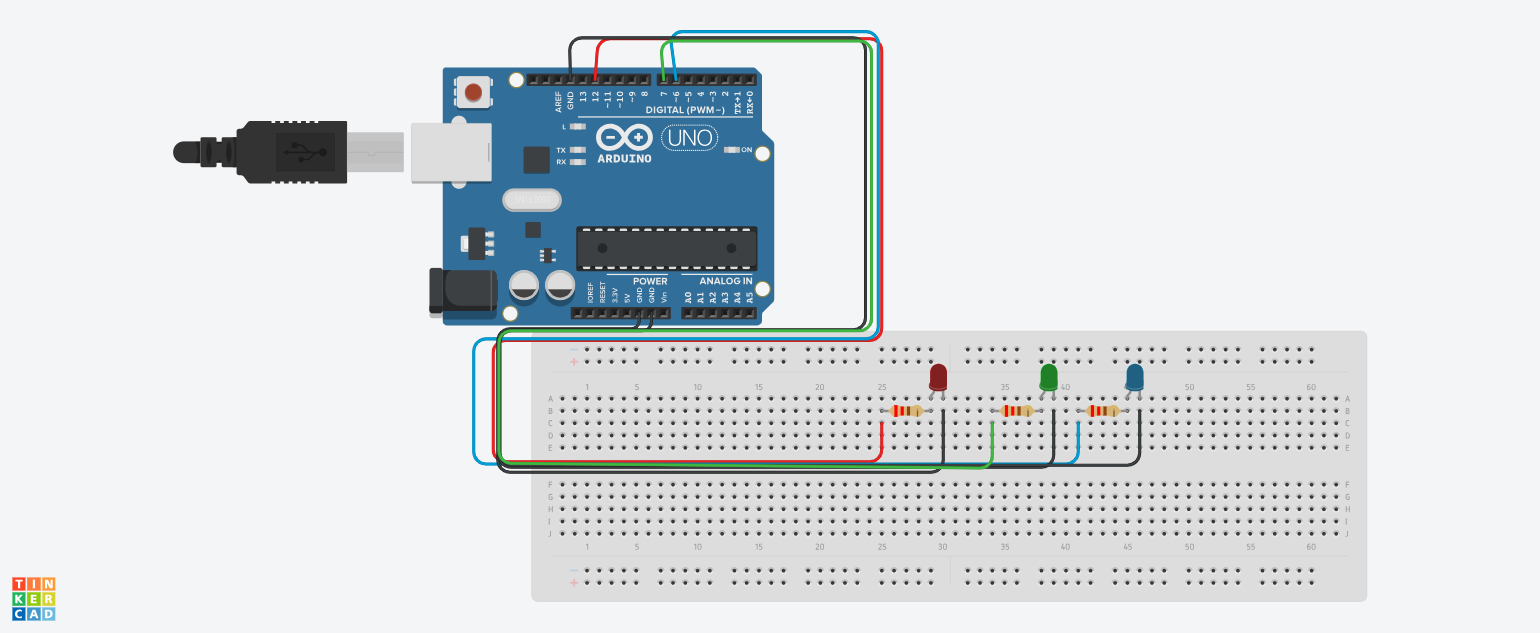 AREF
GND
13
12
~11
~10
~9
8
7
~6
~5
4
~3
2
TX→1
RX←0
DIGITAL (PWM~)
L
TX
RX
UNO
ON
ARDUINO
POWER
ANALOG IN
IOREF
RESET
3.3V
5V
GND
GND
Vin
A0
A1
A2
A3
A4
A5
1 5 10 15 20 25 35 40 45 50 55 60
A A
B B
C C
D D
E E
F F
G G
H H
I I
J J
1 5 10 15 20 25 30 35 40 45 50 55 60
TIN
KER
CAD